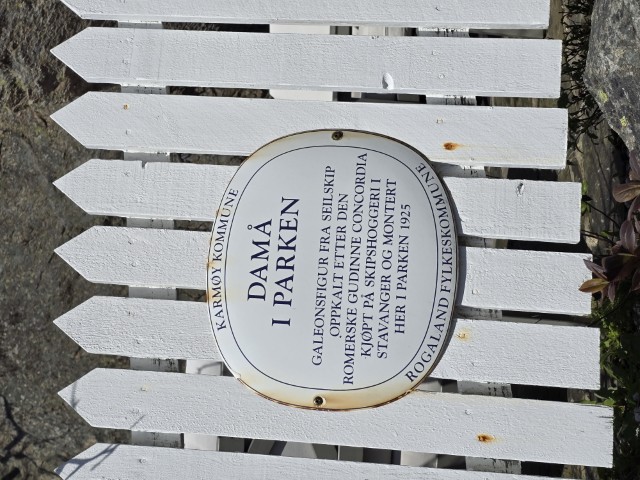 KARMØY KOMMUNE
DAMÅ
I PARKEN
GALEONSFIGUR FRA SEILSKIP
OPPKALT ETTER DEN
ROMERSKE GUDINNE CONCORDIA
KJØPT PÅ SKIPSHOGGERI I
STAVANGER OG MONTERT
HER I PARKEN 1925
ROGALAND FYLKESKOMMUNE